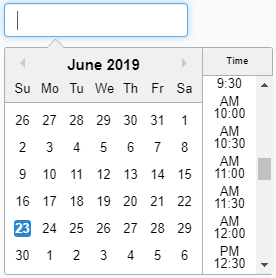 June 2019
Su Mo Tu We Th Fr Sa
26 27 28 29 30 31 1
2 3 4 5 6 7 8
9 10 11 12 13 14 15
16 17 18 19 20 21 22
23 24 25 26 27 28 29
30 1 2 3 4 5 6
Time
9:30
AM
10:00
AM
10:30
AM
11:00
AM
11:30
AM
12:00
PM
12:30